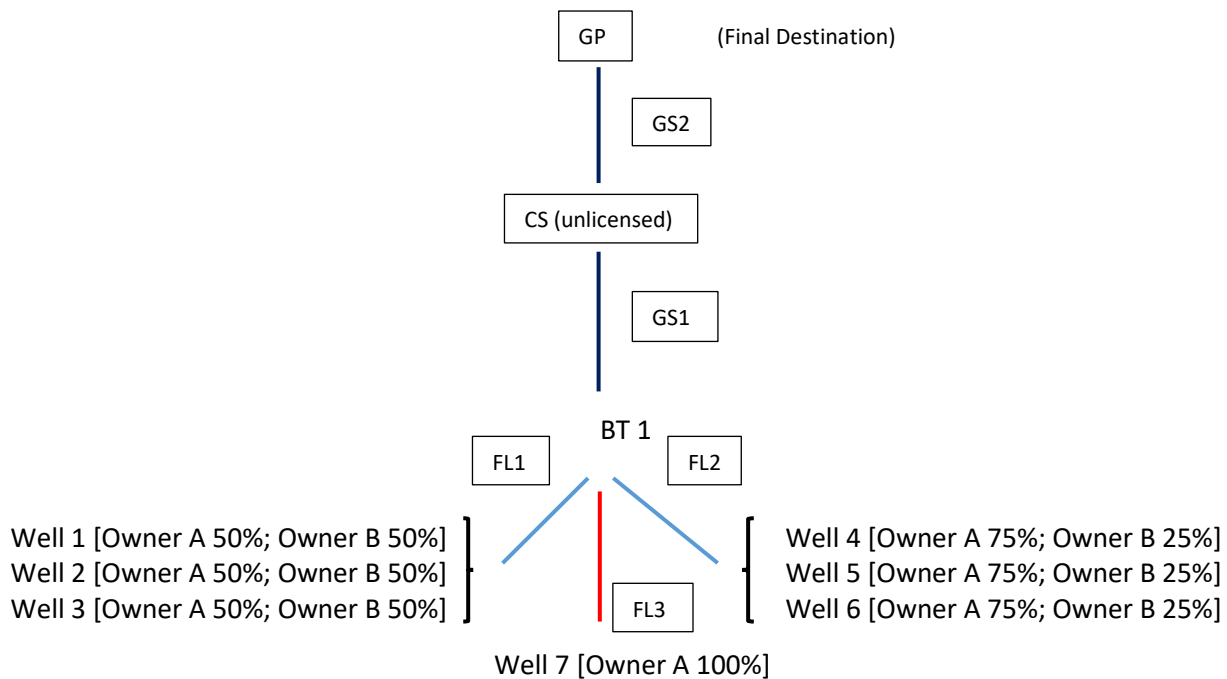 GP
(Final Destination)
GS2
CS (unlicensed)
GS1
BT 1
FL1
FL2
Well 1 [Owner A 50%; Owner B 50%]
Well 2 [Owner A 50%; Owner B 50%]
Well 3 [Owner A 50%; Owner B 50%]
Well 4 [Owner A 75%; Owner B 25%]
Well 5 [Owner A 75%; Owner B 25%]
Well 6 [Owner A 75%; Owner B 25%]
FL3
Well 7 [Owner A 100%]